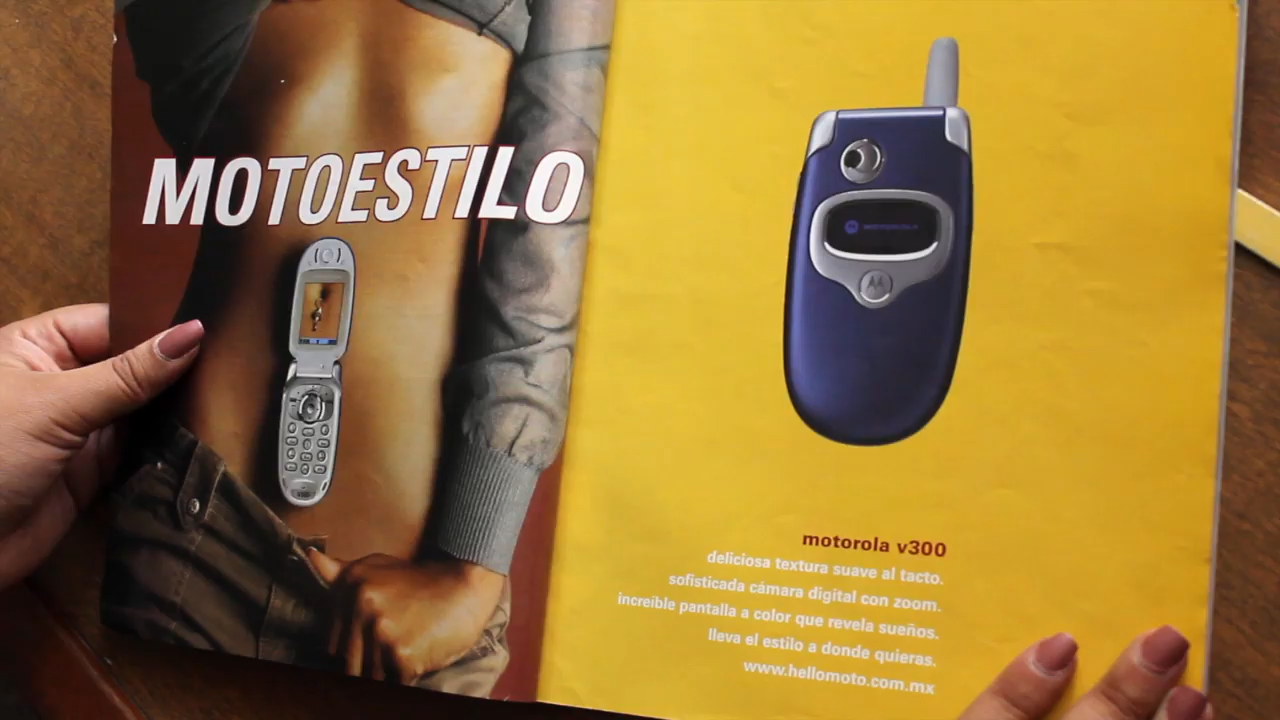 MOTOESTILO
MOTOROLA
motorola v300
deliciosa textura suave al tacto.
sofisticada cámara digital con zoom.
increíble pantalla a color que revela sueños.
lleva el estilo a donde quieras.
www.hellomoto.com.mx